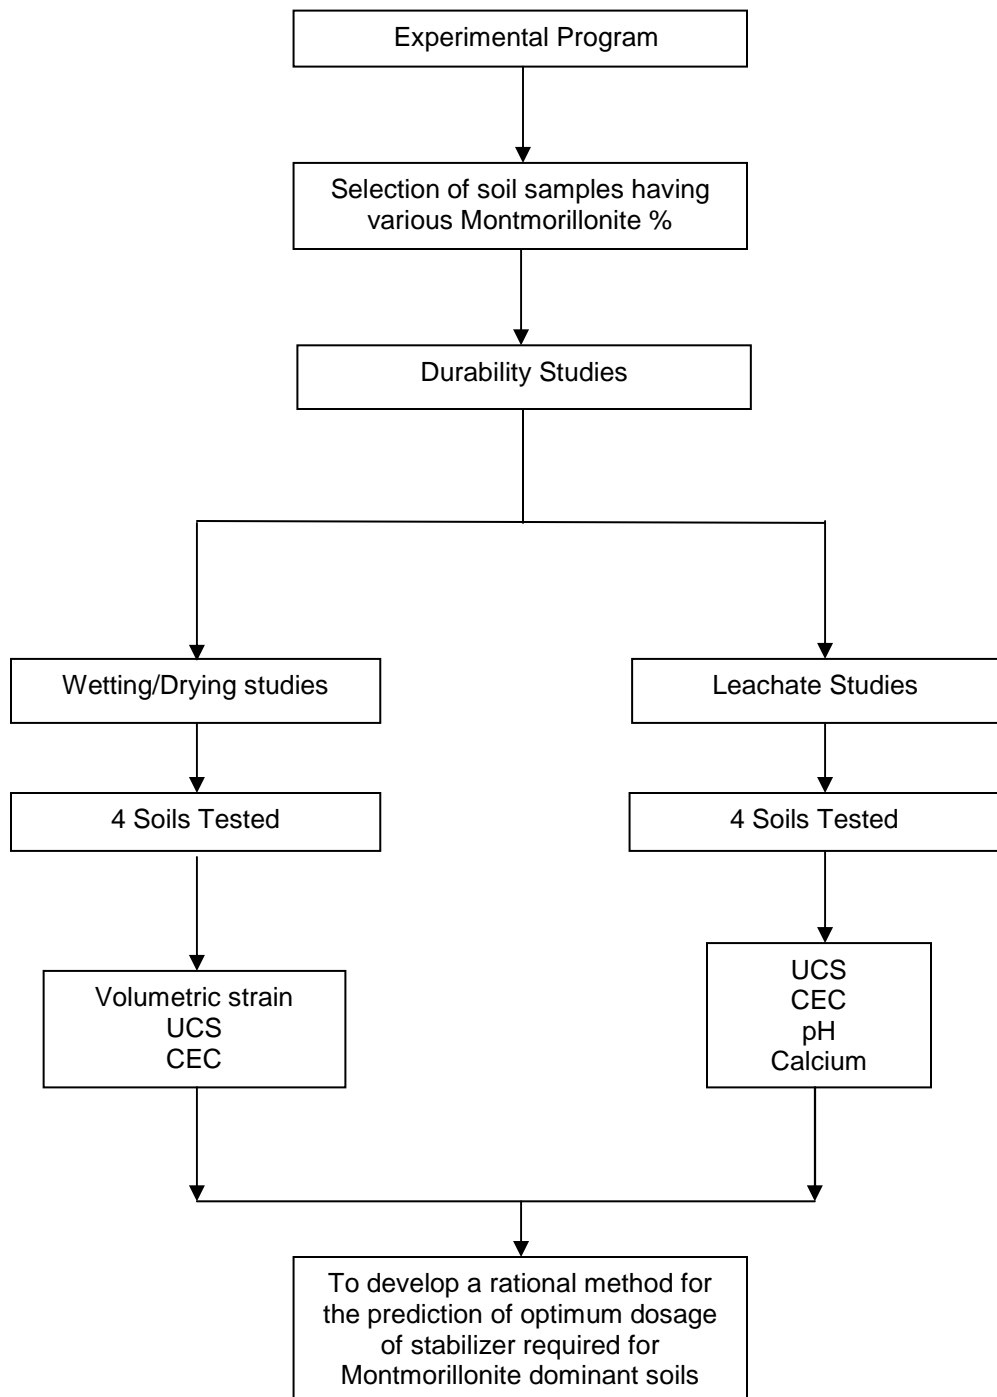 Experimental Program
Selection of soil samples having
various Montmorillonite %
Durability Studies
Wetting/Drying studies
Leachate Studies
4 Soils Tested
4 Soils Tested
Volumetric strain
UCS
CEC
UCS
CEC
pH
Calcium
To develop a rational method for
the prediction of optimum dosage
of stabilizer required for
Montmorillonite dominant soils